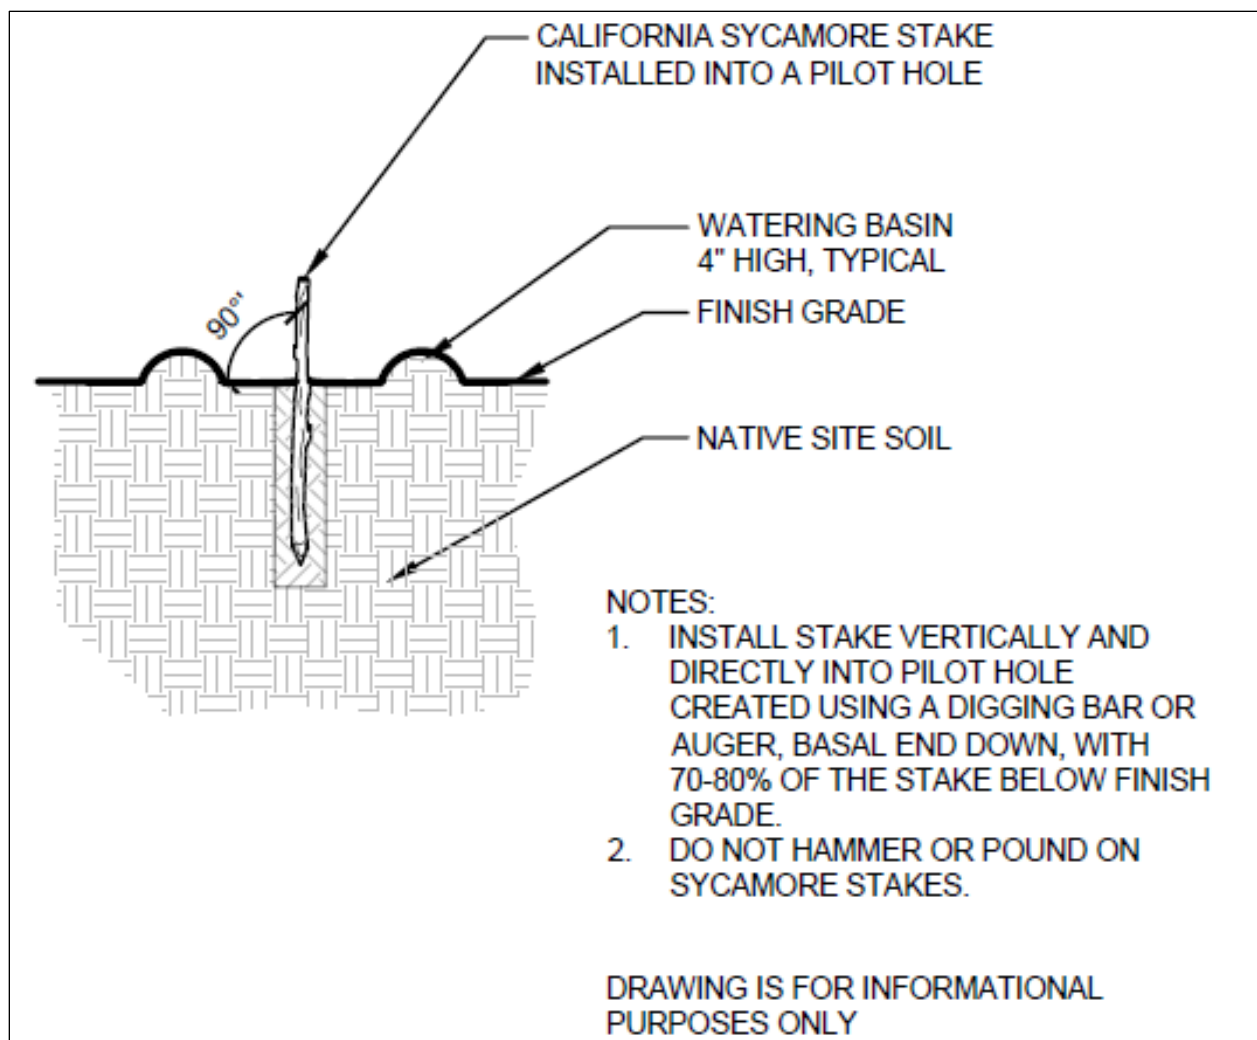 CALIFORNIA SYCAMORE STAKE
INSTALLED INTO A PILOT HOLE
WATERING BASIN
4" HIGH, TYPICAL
90°'
FINISH GRADE
NATIVE SITE SOIL
NOTES:
1. INSTALL STAKE VERTICALLY AND
DIRECTLY INTO PILOT HOLE
CREATED USING A DIGGING BAR OR
AUGER, BASAL END DOWN, WITH
70-80% OF THE STAKE BELOW FINISH
GRADE.
2. DO NOT HAMMER OR POUND ON
SYCAMORE STAKES.
DRAWING IS FOR INFORMATIONAL
PURPOSES ONLY